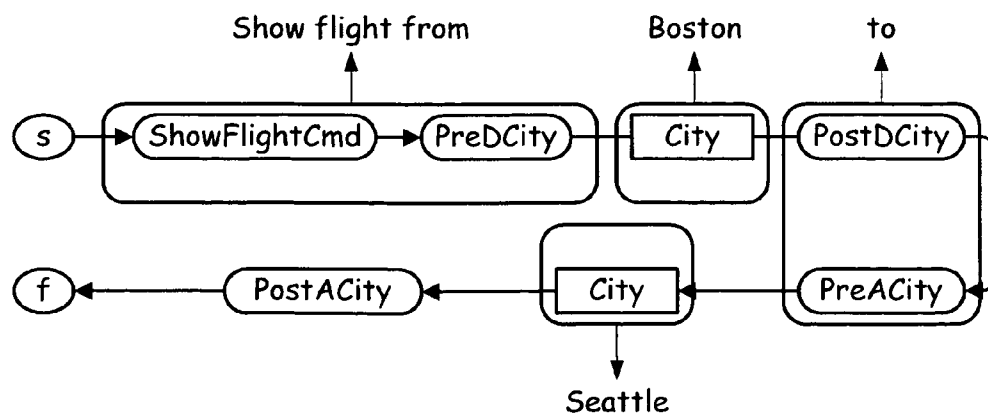 Show flight from Boston to
s ShowFlightCmd PreDCity City PostDCity
f PostACity City PreACity
Seattle